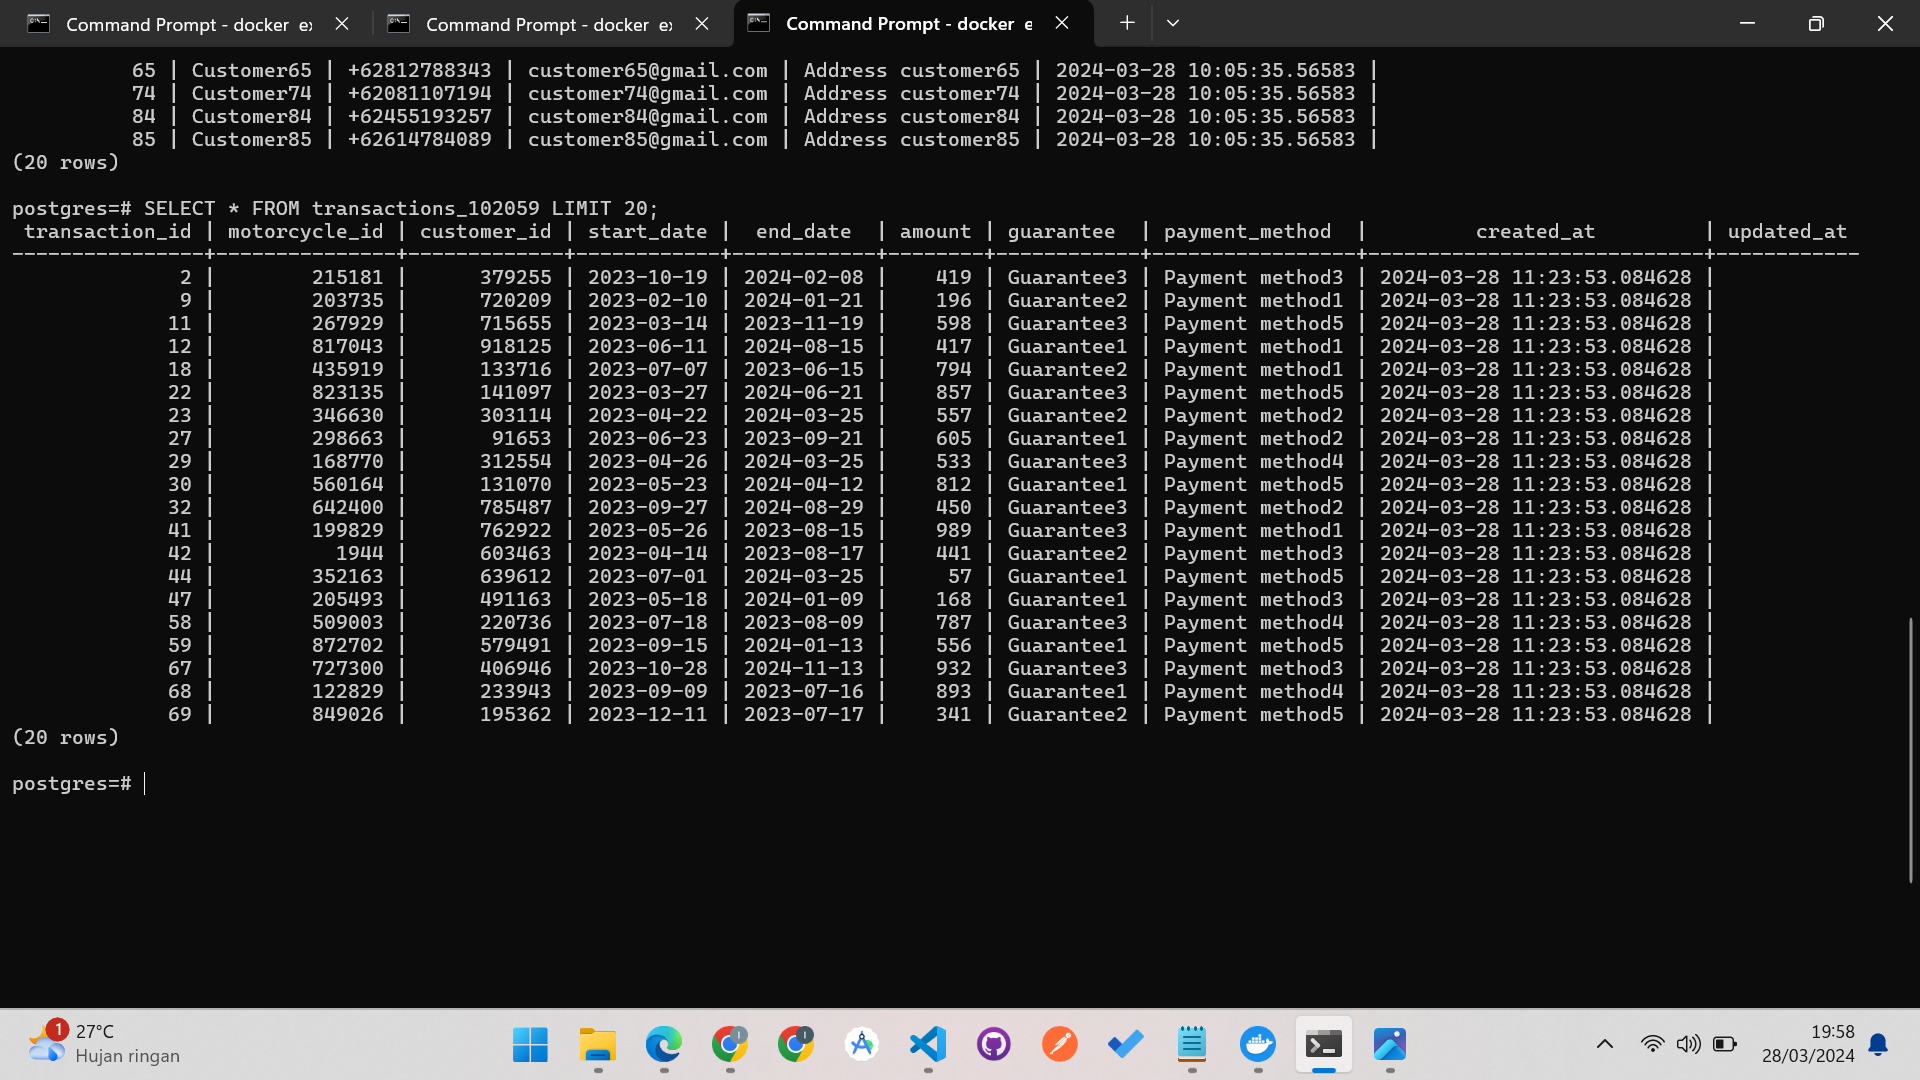 Command Prompt - docker e
Command Prompt - docker e
Command Prompt - docker e
65 | Customer65 | +62812788343 | customer65@gmail.com | Address customer65 | 2024-03-28 10:05:35.56583 |
74 | Customer74 | +62081107194 | customer74@gmail.com | Address customer74 | 2024-03-28 10:05:35.56583 |
84 | Customer84 | +62455193257 | customer84@gmail.com | Address customer84 | 2024-03-28 10:05:35.56583 |
85 | Customer85 | +62614784089 | customer85@gmail.com | Address customer85 | 2024-03-28 10:05:35.56583 |
(20 rows)
postgres=# SELECT * FROM transactions_102059 LIMIT 20;
transaction_id | motorcycle_id | customer_id | start_date | end_date | amount | guarantee | payment_method | created_at | updated_at
----------------+---------------+-------------+------------+------------+--------+------------+-----------------+----------------------------+------------
2 | 215181 | 379255 | 2023-10-19 | 2024-02-08 | 419 | Guarantee3 | Payment method3 | 2024-03-28 11:23:53.084628 |
9 | 203735 | 720209 | 2023-02-10 | 2024-01-21 | 196 | Guarantee2 | Payment method1 | 2024-03-28 11:23:53.084628 |
11 | 267929 | 715655 | 2023-03-14 | 2023-11-19 | 598 | Guarantee3 | Payment method5 | 2024-03-28 11:23:53.084628 |
12 | 817043 | 918125 | 2023-06-11 | 2024-08-15 | 417 | Guarantee1 | Payment method1 | 2024-03-28 11:23:53.084628 |
18 | 435919 | 133716 | 2023-07-07 | 2023-06-15 | 794 | Guarantee2 | Payment method1 | 2024-03-28 11:23:53.084628 |
22 | 823135 | 141097 | 2023-03-27 | 2024-06-21 | 857 | Guarantee3 | Payment method5 | 2024-03-28 11:23:53.084628 |
23 | 346630 | 303114 | 2023-04-22 | 2024-03-25 | 557 | Guarantee2 | Payment method2 | 2024-03-28 11:23:53.084628 |
27 | 298663 | 91653 | 2023-06-23 | 2023-09-21 | 605 | Guarantee1 | Payment method2 | 2024-03-28 11:23:53.084628 |
29 | 168770 | 312554 | 2023-04-26 | 2024-03-25 | 533 | Guarantee3 | Payment method4 | 2024-03-28 11:23:53.084628 |
30 | 560164 | 131070 | 2023-05-23 | 2024-04-12 | 812 | Guarantee1 | Payment method5 | 2024-03-28 11:23:53.084628 |
32 | 642400 | 785487 | 2023-09-27 | 2024-08-29 | 450 | Guarantee3 | Payment method2 | 2024-03-28 11:23:53.084628 |
41 | 199829 | 762922 | 2023-05-26 | 2023-08-15 | 989 | Guarantee3 | Payment method1 | 2024-03-28 11:23:53.084628 |
42 | 1944 | 603463 | 2023-04-14 | 2023-08-17 | 441 | Guarantee2 | Payment method3 | 2024-03-28 11:23:53.084628 |
44 | 352163 | 639612 | 2023-07-01 | 2024-03-25 | 57 | Guarantee1 | Payment method5 | 2024-03-28 11:23:53.084628 |
47 | 205493 | 491163 | 2023-05-18 | 2024-01-09 | 168 | Guarantee1 | Payment method3 | 2024-03-28 11:23:53.084628 |
58 | 509003 | 220736 | 2023-07-18 | 2023-08-09 | 787 | Guarantee3 | Payment method4 | 2024-03-28 11:23:53.084628 |
59 | 872702 | 579491 | 2023-09-15 | 2024-01-13 | 556 | Guarantee1 | Payment method5 | 2024-03-28 11:23:53.084628 |
67 | 727300 | 406946 | 2023-10-28 | 2024-11-13 | 932 | Guarantee3 | Payment method3 | 2024-03-28 11:23:53.084628 |
68 | 122829 | 233943 | 2023-09-09 | 2023-07-16 | 893 | Guarantee1 | Payment method4 | 2024-03-28 11:23:53.084628 |
69 | 849026 | 195362 | 2023-12-11 | 2023-07-17 | 341 | Guarantee2 | Payment method5 | 2024-03-28 11:23:53.084628 |
(20 rows)
postgres=#
1
27°C
Hujan ringan
19:58
28/03/2024